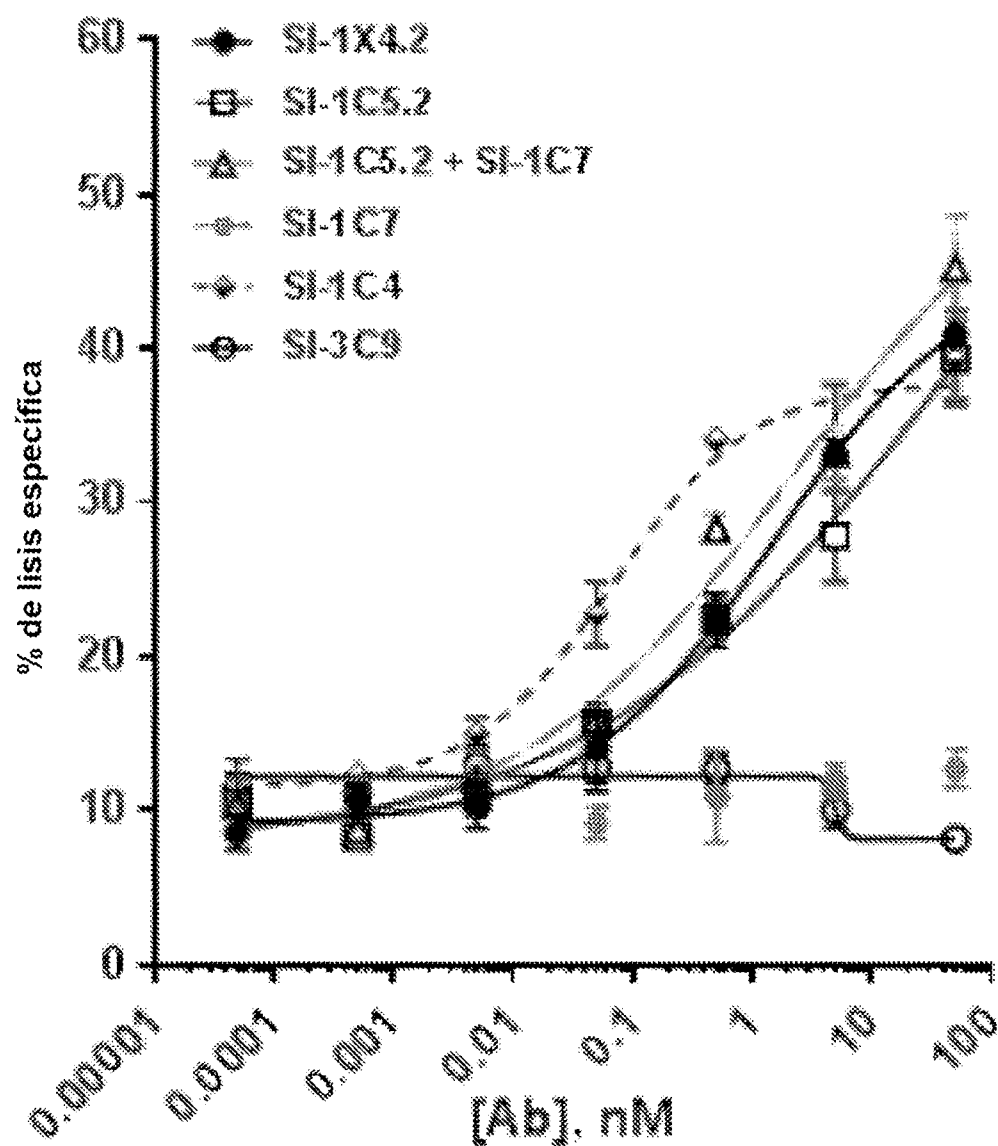 60
50
40
30
20
10
0
SI-1X4.2
SI-1C5.2
SI-1C5.2 + SI-1C7
SI-1C7
SI-1C4
SI-3C9
% de lisis específica
0.00001
0.0001
0.001
0.01
0.1
1
10
100
[Ab], nM